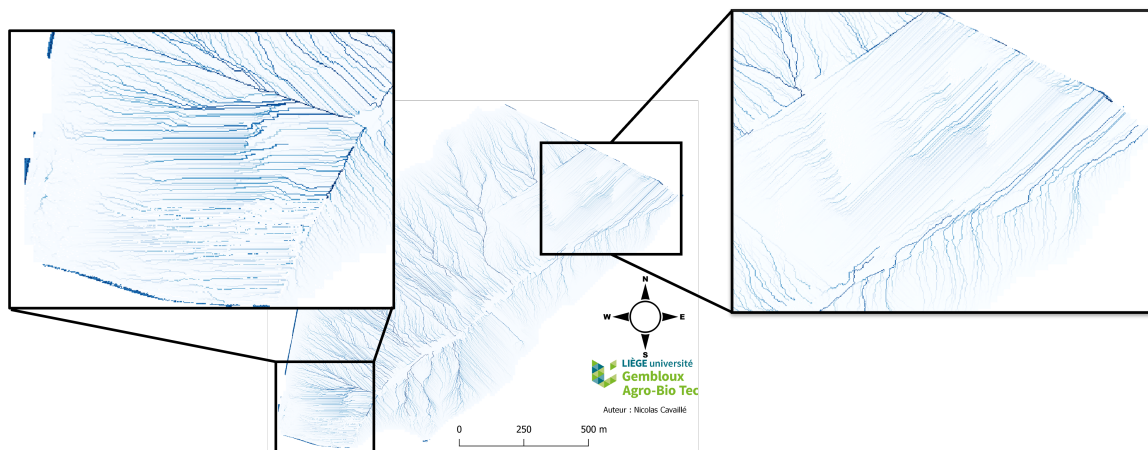 N
W E
S
LIÈGE université
Gembloux
Agro-Bio Tec
Auteur : Nicolas Cavaillé
0 250 500 m